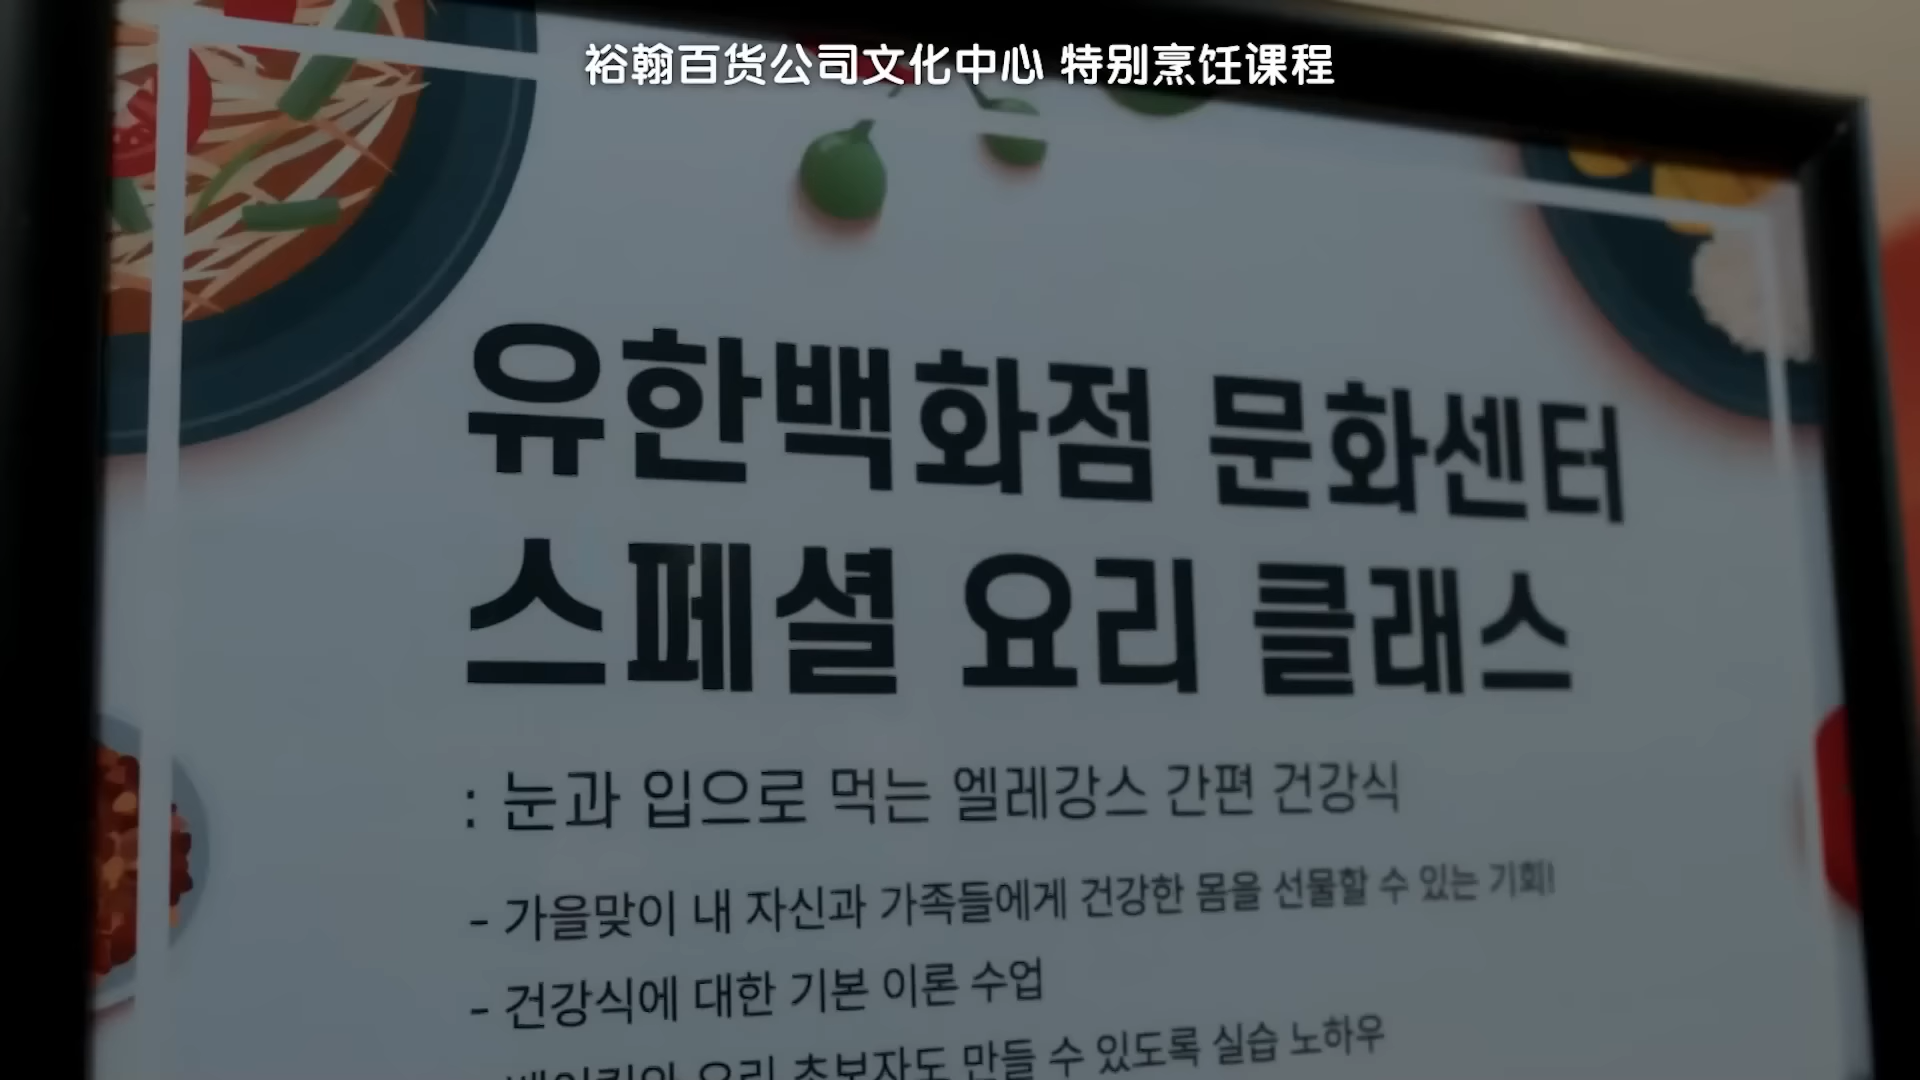 裕翰百货公司文化中心 特别烹饪课程
유한백화점 문화센터
스페셜 요리 클래스
: 눈과 입으로 먹는 엘레강스 간편 건강식
- 가을맞이 내 자신과 가족들에게 건강한 몸을 선물할 수 있는 기회!
- 건강식에 대한 기본 이론 수업
요리 초보자도 만들 수 있도록 실습 노하우